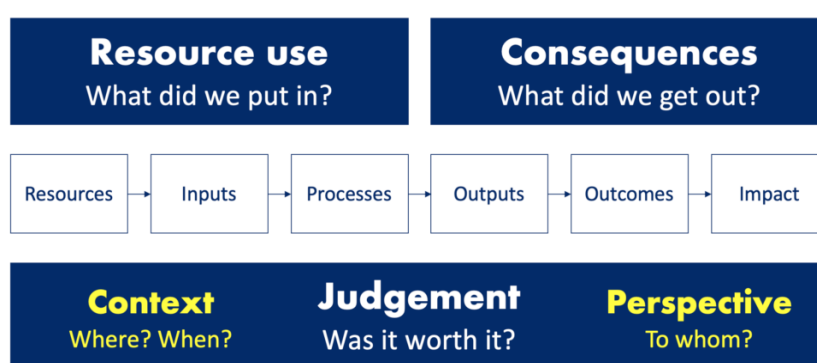 Resource use
What did we put in?
Consequences
What did we get out?
Resources
Inputs
Processes
Outputs
Outcomes
Impact
Context
Where? When?
Judgement
Was it worth it?
Perspective
To whom?